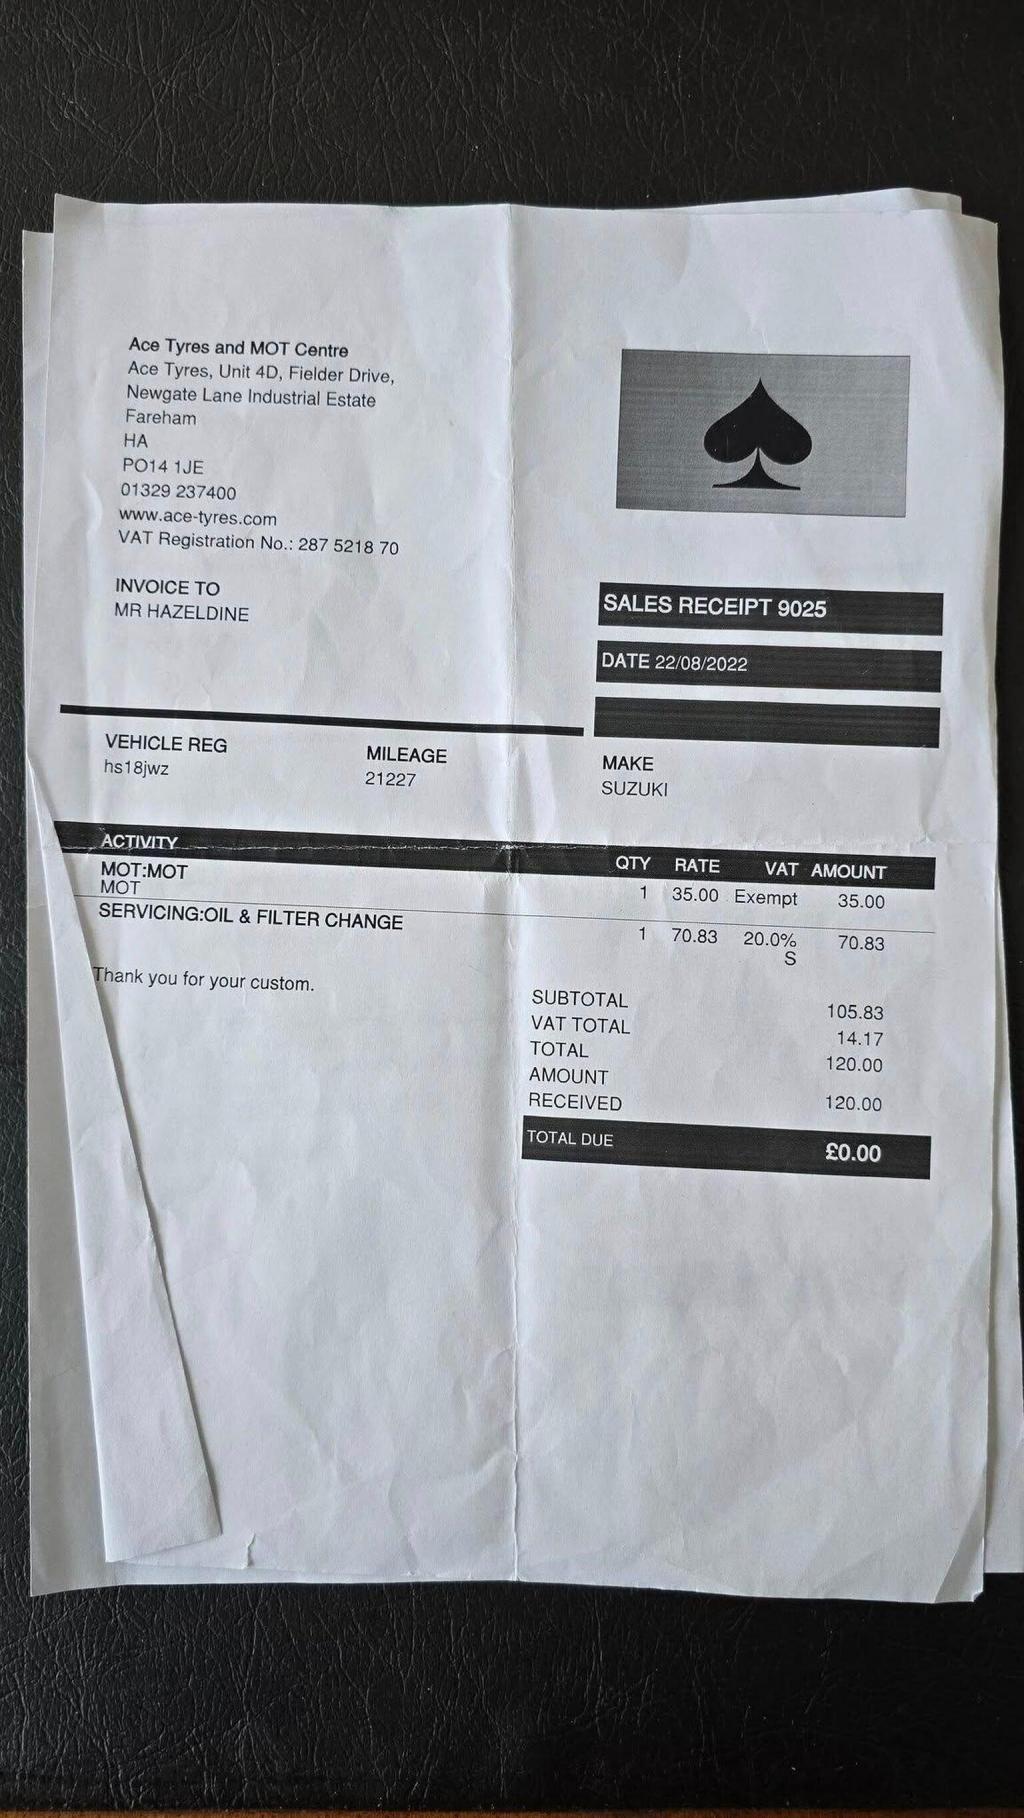 Ace Tyres and MOT Centre
Ace Tyres, Unit 4D, Fielder Drive,
Newgate Lane Industrial Estate
Fareham
HA
PO14 1JE
01329 237400
www.ace-tyres.com
VAT Registration No.: 287 5218 70
INVOICE TO
MR HAZELDINE
SALES RECEIPT 9025
DATE 22/08/2022
VEHICLE REG MILEAGE MAKE
hs18jwz 21227 SUZUKI
ACTIVITY QTY RATE VAT AMOUNT
MOT:MOT 1 35.00 Exempt 35.00
MOT
SERVICING:OIL & FILTER CHANGE 1 70.83 20.0% 70.83
S
Thank you for your custom.
SUBTOTAL 105.83
VAT TOTAL 14.17
TOTAL 120.00
AMOUNT
RECEIVED 120.00
TOTAL DUE £0.00